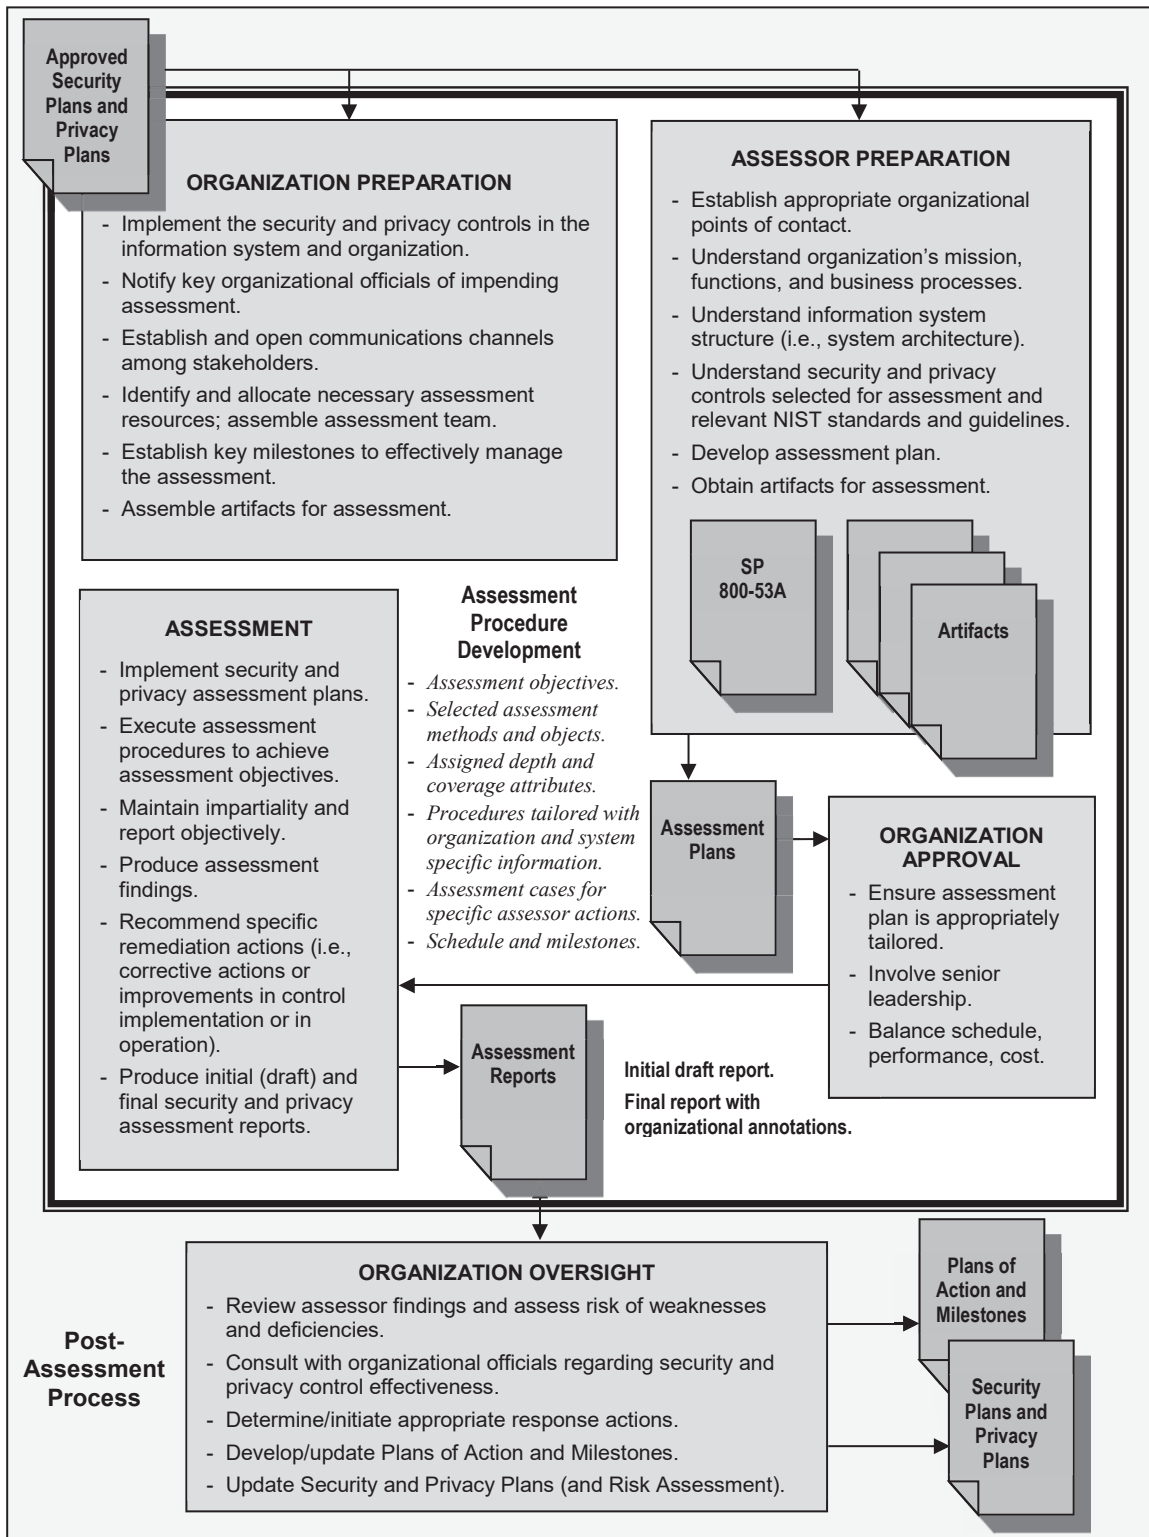 Approved
Security
Plans and
Privacy
Plans
ORGANIZATION PREPARATION
- Implement the security and privacy controls in the
information system and organization.
- Notify key organizational officials of impending
assessment.
- Establish and open communications channels
among stakeholders.
- Identify and allocate necessary assessment
resources; assemble assessment team.
- Establish key milestones to effectively manage
the assessment.
- Assemble artifacts for assessment.
ASSESSOR PREPARATION
- Establish appropriate organizational
points of contact.
- Understand organization’s mission,
functions, and business processes.
- Understand information system
structure (i.e., system architecture).
- Understand security and privacy
controls selected for assessment and
relevant NIST standards and guidelines.
- Develop assessment plan.
- Obtain artifacts for assessment.
SP
800-53A
Artifacts
ASSESSMENT
- Implement security and
privacy assessment plans.
- Execute assessment
procedures to achieve
assessment objectives.
- Maintain impartiality and
report objectively.
- Produce assessment
findings.
- Recommend specific
remediation actions (i.e.,
corrective actions or
improvements in control
implementation or in
operation).
- Produce initial (draft) and
final security and privacy
assessment reports.
Assessment
Procedure
Development
- Assessment objectives.
- Selected assessment
methods and objects.
- Assigned depth and
coverage attributes.
- Procedures tailored with
organization and system
specific information.
- Assessment cases for
specific assessor actions.
- Schedule and milestones.
Assessment
Plans
ORGANIZATION
APPROVAL
- Ensure assessment
plan is appropriately
tailored.
- Involve senior
leadership.
- Balance schedule,
performance, cost.
Assessment
Reports
Initial draft report.
Final report with
organizational annotations.
Post-
Assessment
Process
ORGANIZATION OVERSIGHT
- Review assessor findings and assess risk of weaknesses
and deficiencies.
- Consult with organizational officials regarding security and
privacy control effectiveness.
- Determine/initiate appropriate response actions.
- Develop/update Plans of Action and Milestones.
- Update Security and Privacy Plans (and Risk Assessment).
Plans of
Action and
Milestones
Security
Plans and
Privacy
Plans